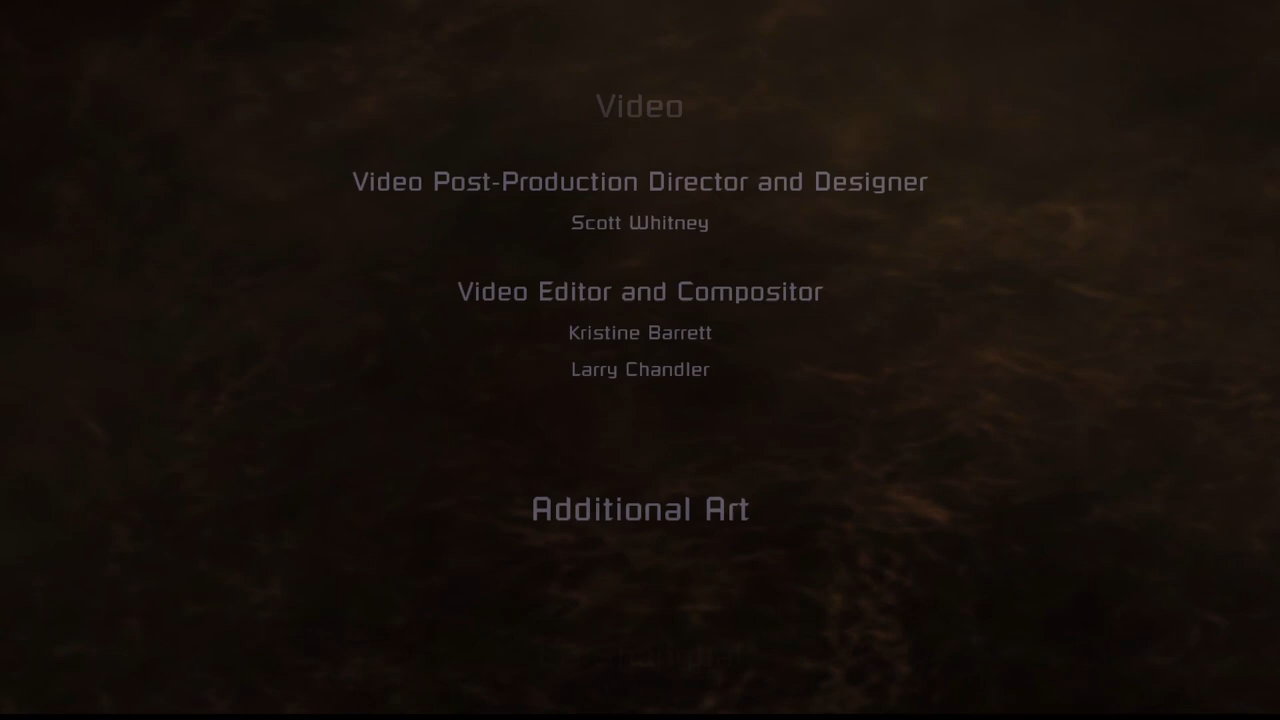 Video
Video Post-Production Director and Designer
Scott Whitney
Video Editor and Compositor
Kristine Barrett
Larry Chandler
Additional Art